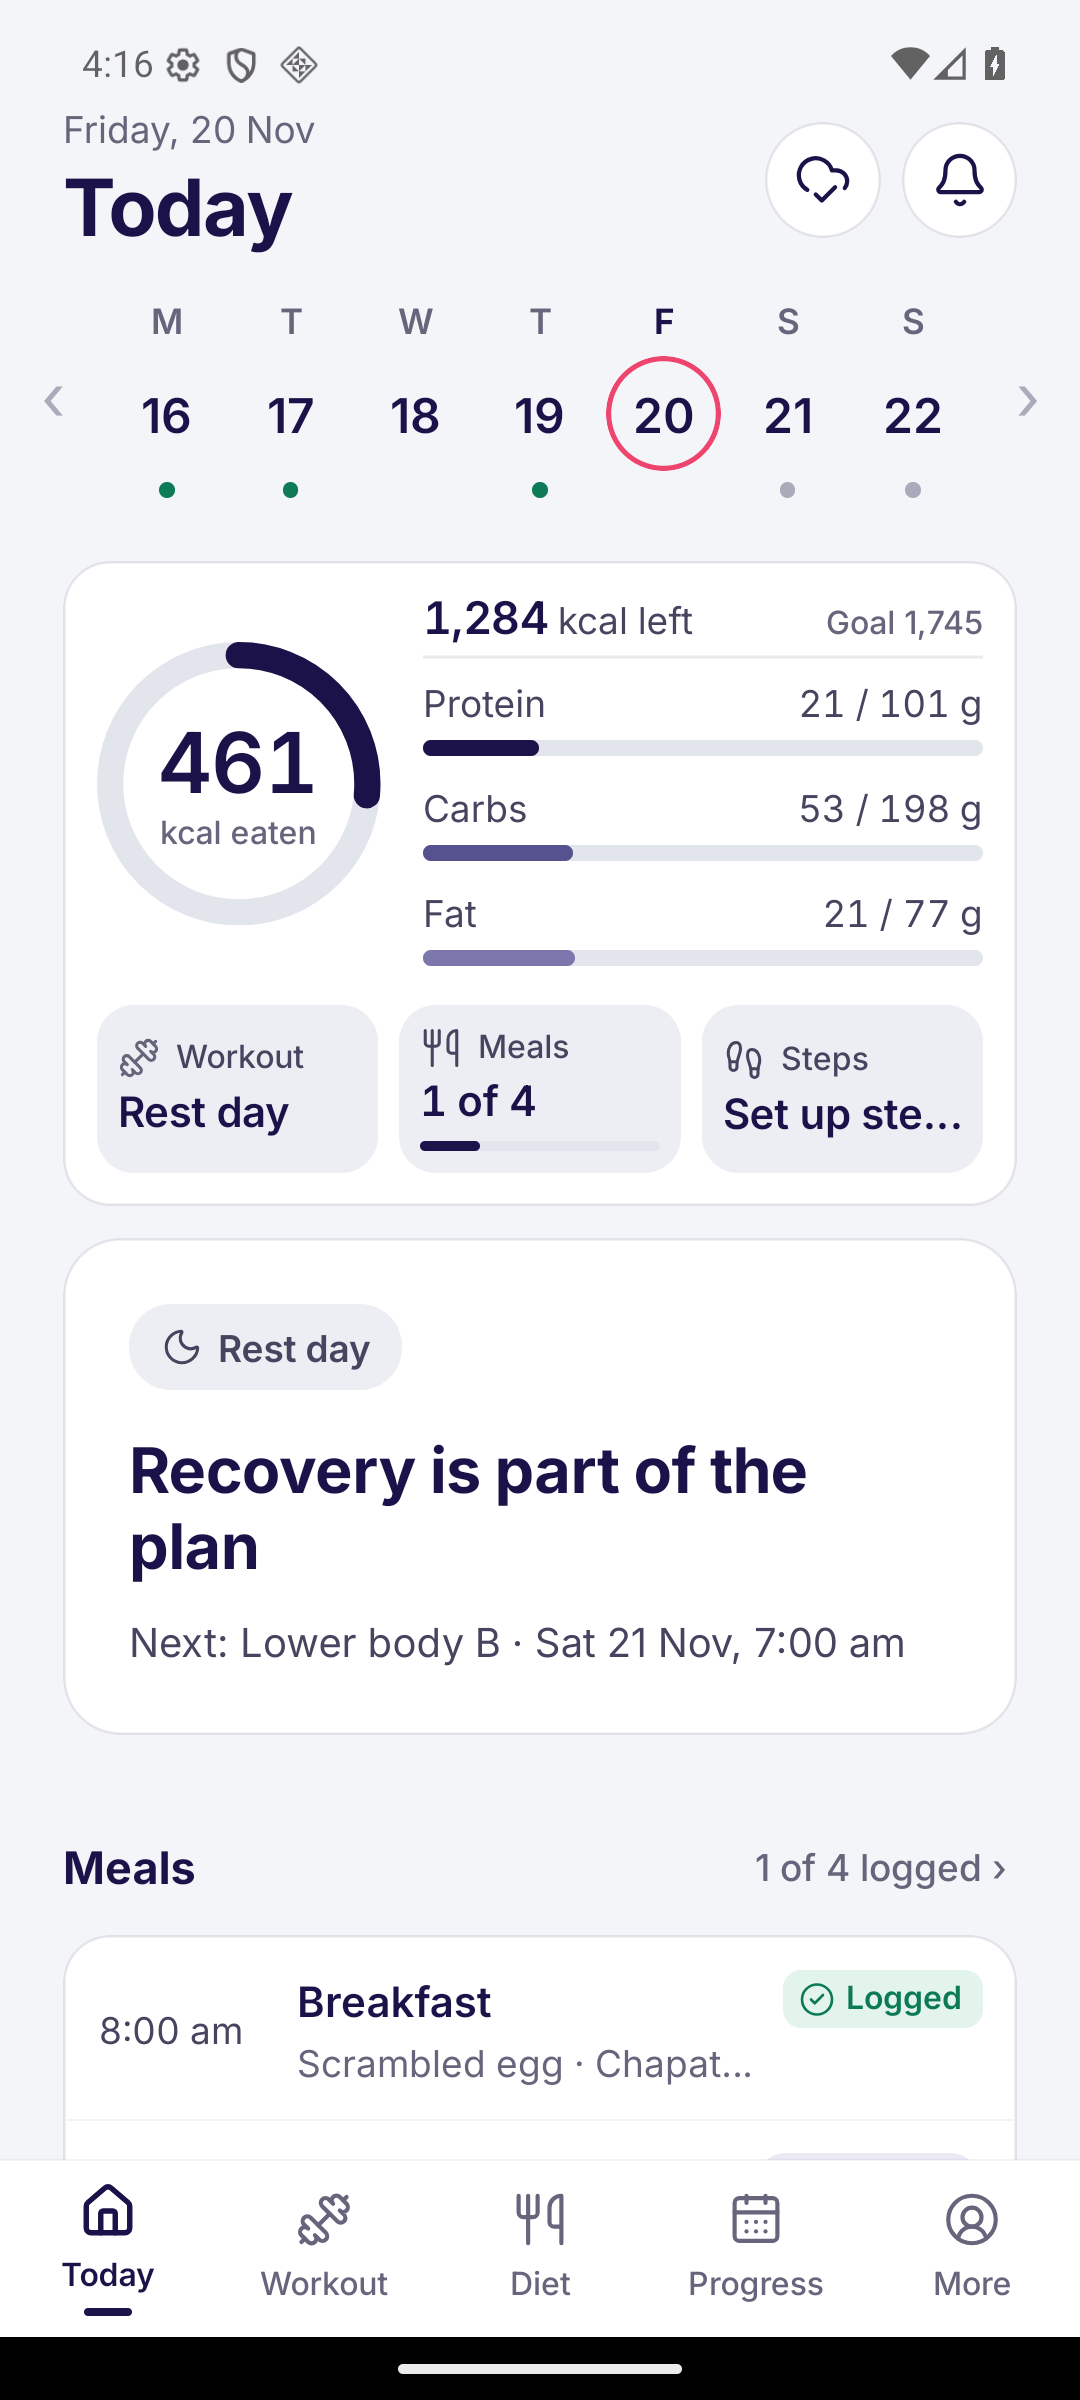 4:16
Friday, 20 Nov
Today
M T W T F S S
16 17 18 19 20 21 22
1,284 kcal left Goal 1,745
461
kcal eaten
Protein 21 / 101 g
Carbs 53 / 198 g
Fat 21 / 77 g
Workout
Rest day
Meals
1 of 4
Steps
Set up ste...
Rest day
Recovery is part of the
plan
Next: Lower body B · Sat 21 Nov, 7:00 am
Meals 1 of 4 logged ›
8:00 am
Breakfast
Logged
Scrambled egg · Chapat...
Today Workout Diet Progress More